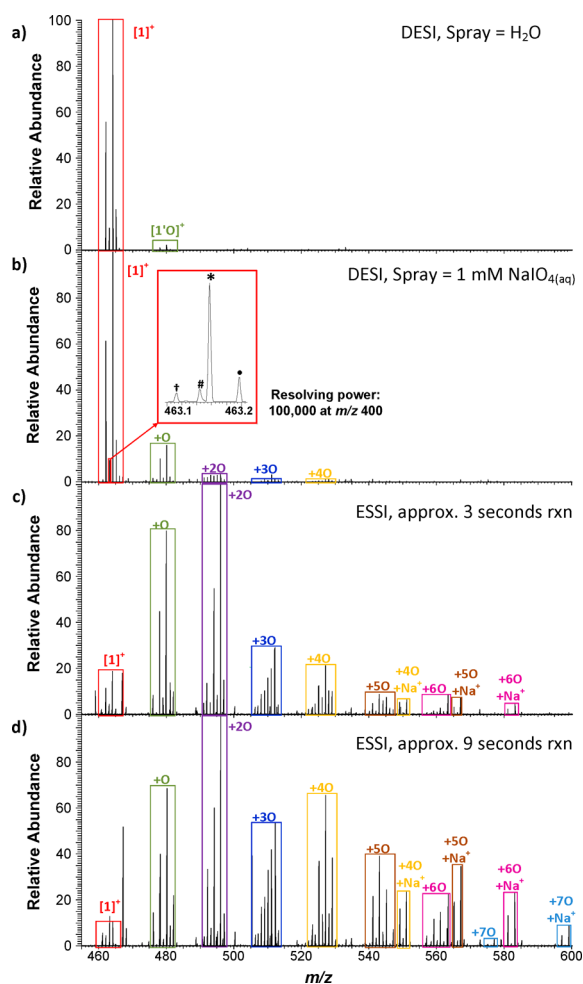 a)
[1]⁺
DESI, Spray = H₂O
[1'O]⁺
Relative Abundance
100
80
60
40
20
0
b)
[1]⁺
DESI, Spray = 1 mM NaIO₄₍aq₎
*
†
#
•
463.1
463.2
Resolving power:
100,000 at m/z 400
+O
+2O
+3O
+4O
Relative Abundance
80
60
40
20
0
c)
+2O
ESSI, approx. 3 seconds rxn
[1]⁺
+O
+3O
+4O
+5O
+4O
+Na⁺
+6O
+5O
+Na⁺
+6O
+Na⁺
Relative Abundance
80
60
40
20
0
d)
+2O
ESSI, approx. 9 seconds rxn
[1]⁺
+O
+3O
+4O
+5O
+4O
+Na⁺
+6O
+5O
+Na⁺
+6O
+Na⁺
+7O
+7O
+Na⁺
Relative Abundance
80
60
40
20
0
460
480
500
520
540
560
580
600
m/z